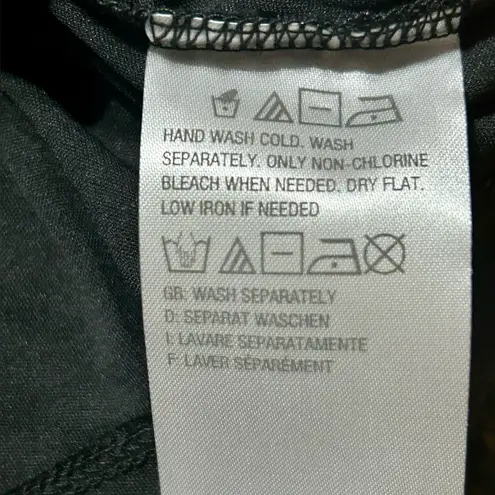 HAND WASH COLD. WASH
SEPARATELY. ONLY NON-CHLORINE
BLEACH WHEN NEEDED. DRY FLAT.
LOW IRON IF NEEDED
GB: WASH SEPARATELY
D: SEPARAT WASCHEN
I: LAVARE SEPARATAMENTE
F: LAVER SÉPARÉMENT